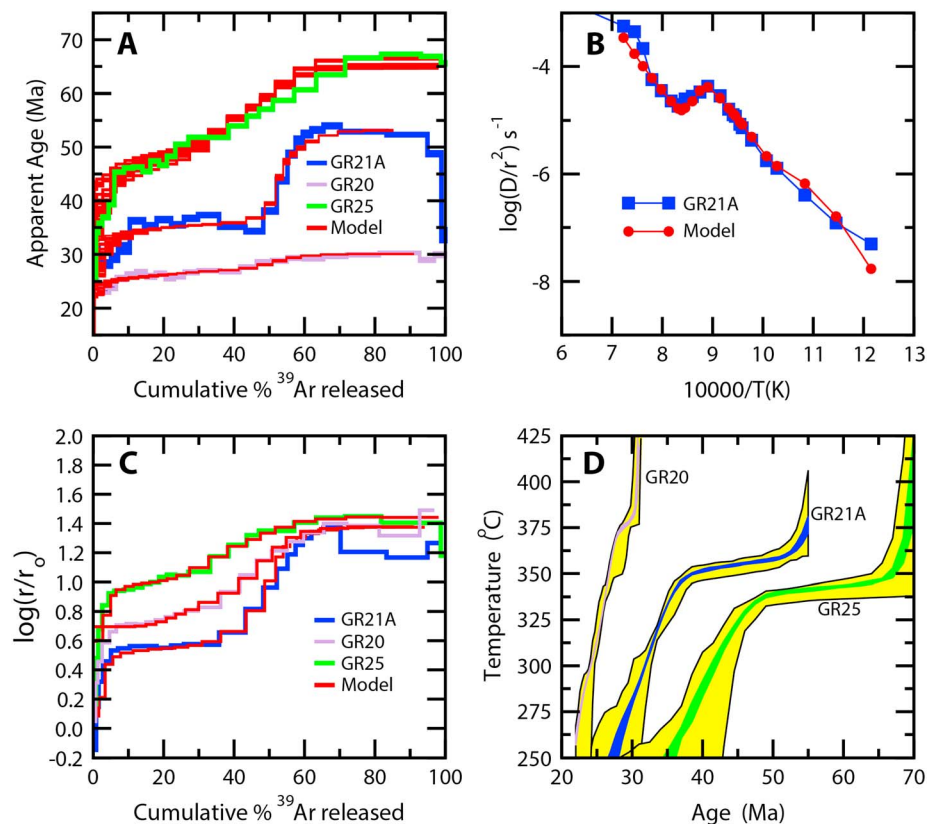 A
Apparent Age (Ma)
70
60
50
40
30
20
GR21A
GR20
GR25
Model
0 20 40 60 80 100
Cumulative % ³⁹Ar released
B
log(D/r²) s⁻¹
-4
-6
-8
GR21A
Model
6 7 8 9 10 11 12 13
10000/T(K)
C
log(r/rₒ)
2.0
1.8
1.6
1.4
1.2
1.0
0.8
0.6
0.4
0.2
0.0
-0.2
GR21A
GR20
GR25
Model
0 20 40 60 80 100
Cumulative % ³⁹Ar released
D
Temperature (⁰C)
425
400
375
350
325
300
275
250
GR20
GR21A
GR25
20 30 40 50 60 70
Age (Ma)